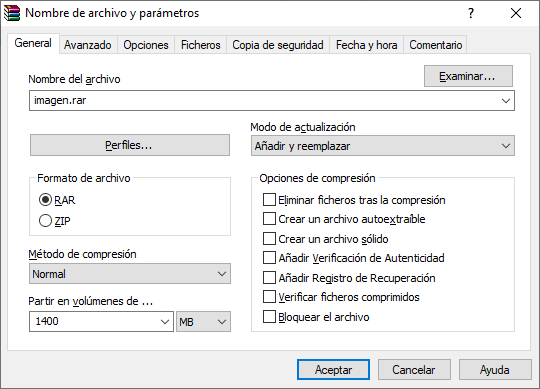 Nombre de archivo y parámetros
?
General Avanzado Opciones Ficheros Copia de seguridad Fecha y hora Comentario
Nombre del archivo
Examinar...
imagen.rar
Perfiles...
Modo de actualización
Añadir y reemplazar
Formato de archivo
RAR
ZIP
Método de compresión
Normal
Partir en volúmenes de ...
1400 MB
Opciones de compresión
Eliminar ficheros tras la compresión
Crear un archivo autoextraíble
Crear un archivo sólido
Añadir Verificación de Autenticidad
Añadir Registro de Recuperación
Verificar ficheros comprimidos
Bloquear el archivo
Aceptar Cancelar Ayuda